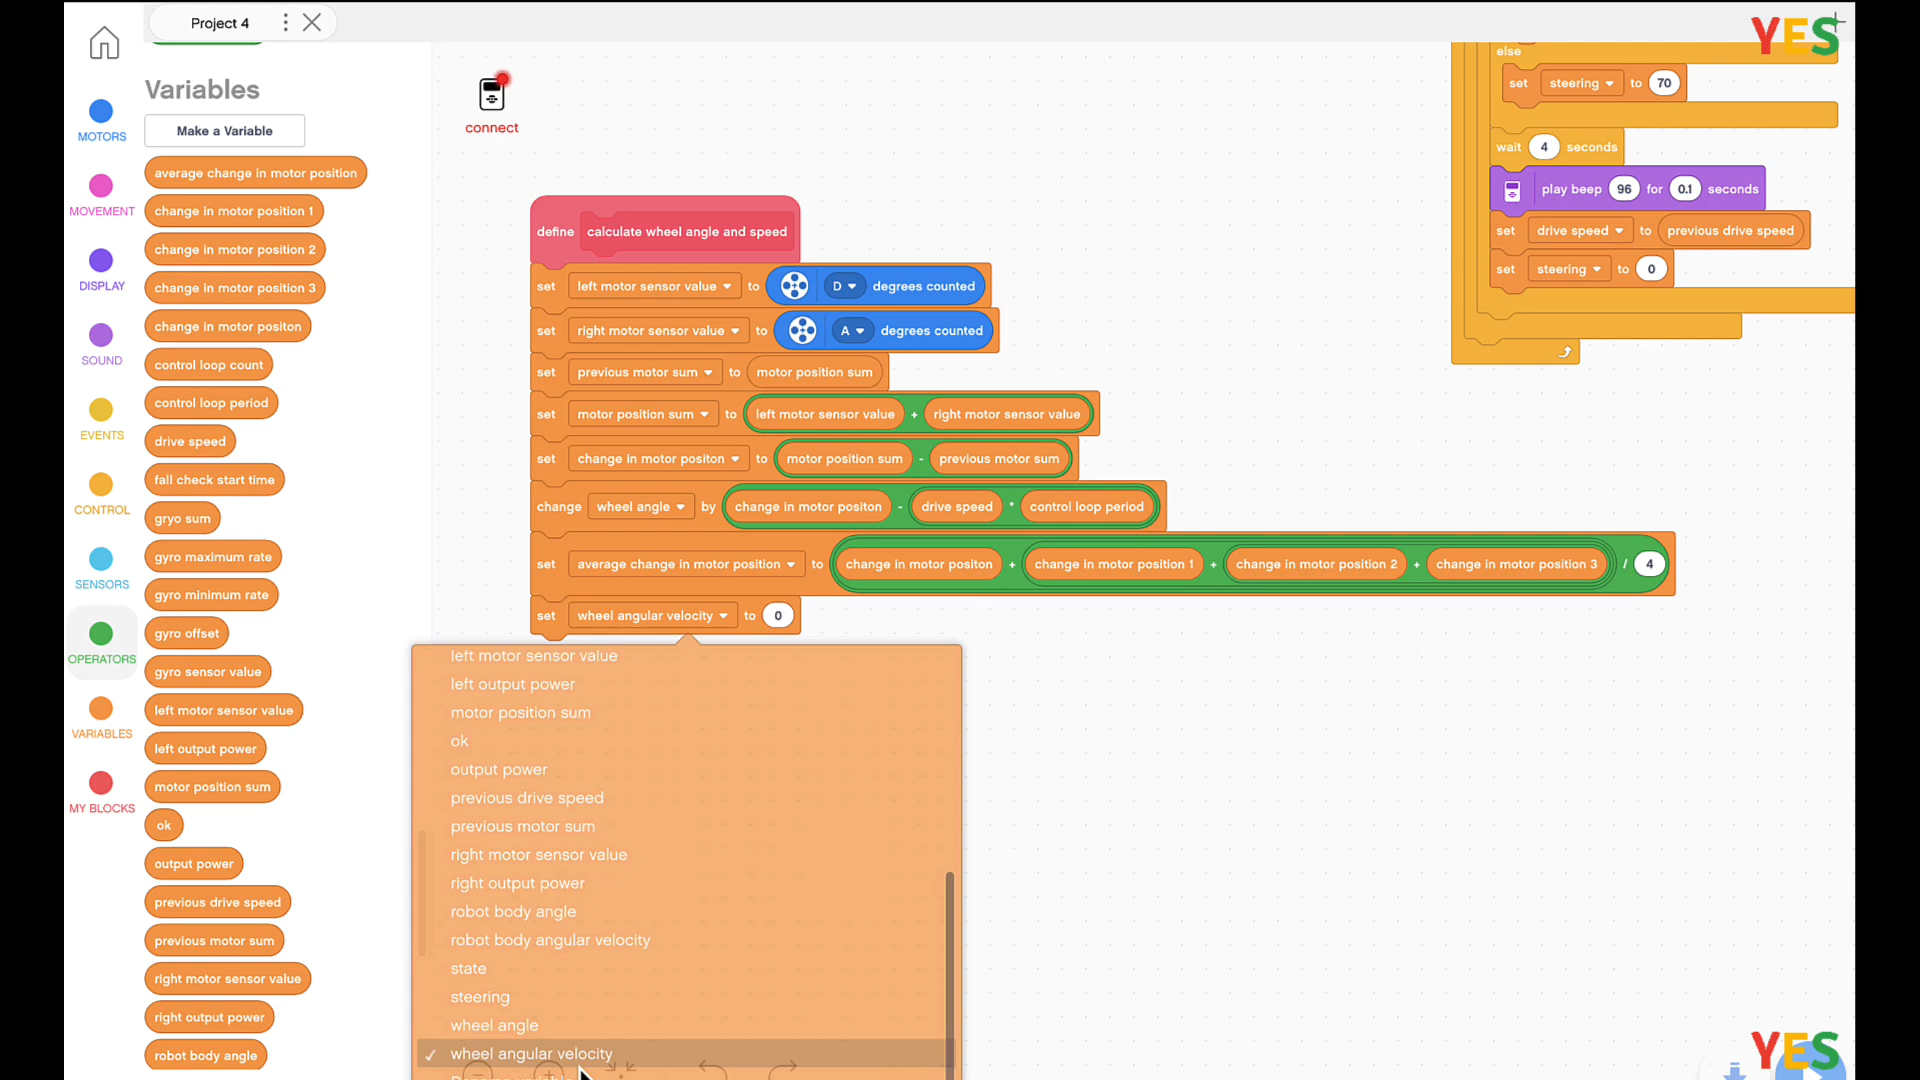 Project 4
YES
MOTORS
MOVEMENT
DISPLAY
SOUND
EVENTS
CONTROL
SENSORS
OPERATORS
VARIABLES
MY BLOCKS
Variables
Make a Variable
average change in motor position
change in motor position 1
change in motor position 2
change in motor position 3
change in motor positon
control loop count
control loop period
drive speed
fall check start time
gryo sum
gyro maximum rate
gyro minimum rate
gyro offset
gyro sensor value
left motor sensor value
left output power
motor position sum
ok
output power
previous drive speed
previous motor sum
right motor sensor value
right output power
robot body angle
connect
define calculate wheel angle and speed
set left motor sensor value to D degrees counted
set right motor sensor value to A degrees counted
set previous motor sum to motor position sum
set motor position sum to left motor sensor value + right motor sensor value
set change in motor positon to motor position sum - previous motor sum
change wheel angle by change in motor positon - drive speed * control loop period
set average change in motor position to change in motor positon + change in motor position 1 + change in motor position 2 + change in motor position 3 / 4
set wheel angular velocity to 0
left motor sensor value
left output power
motor position sum
ok
output power
previous drive speed
previous motor sum
right motor sensor value
right output power
robot body angle
robot body angular velocity
state
steering
wheel angle
wheel angular velocity
else
set steering to 70
wait 4 seconds
play beep 96 for 0.1 seconds
set drive speed to previous drive speed
set steering to 0
YES